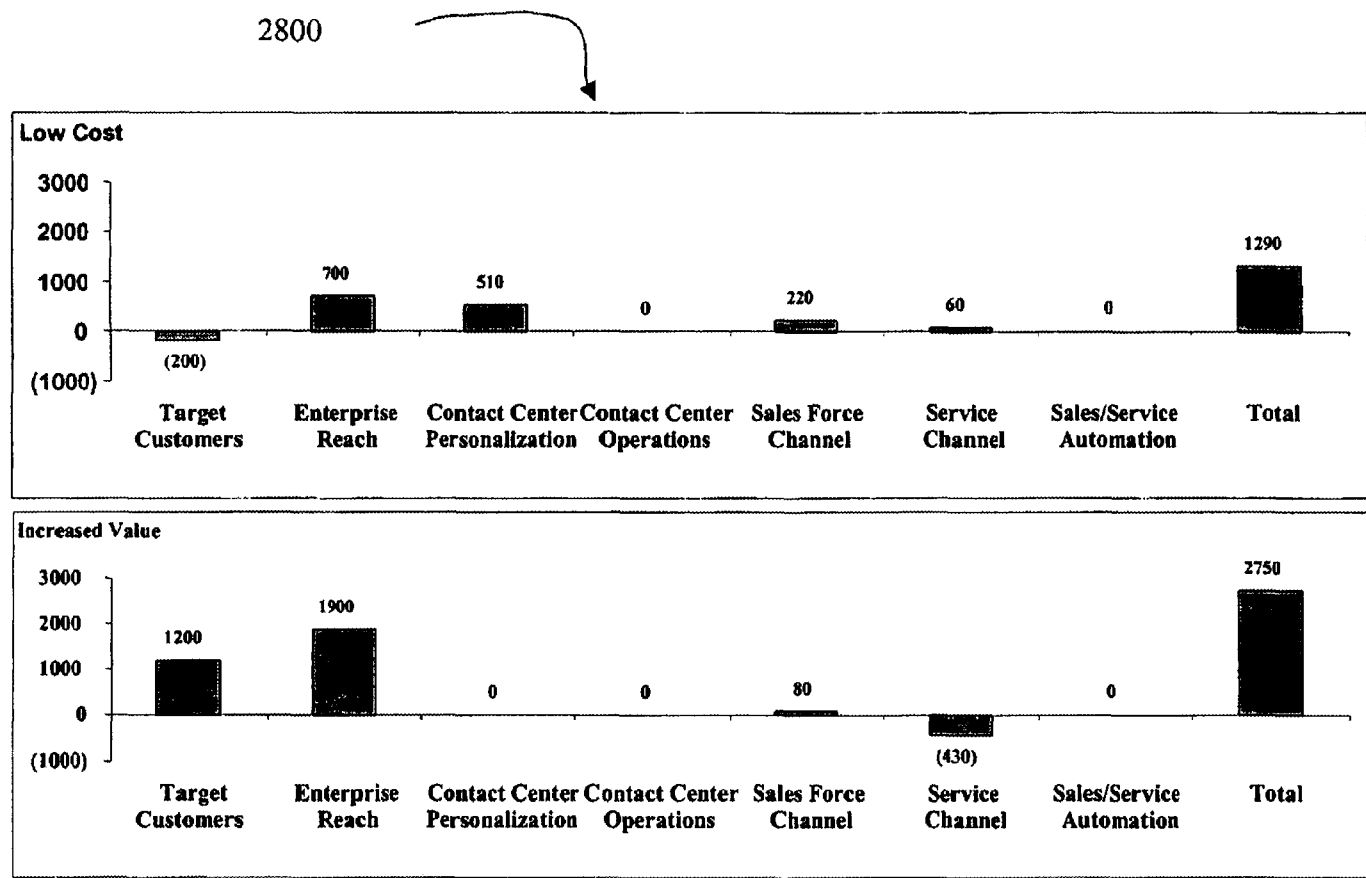 2800
Low Cost
3000
2000
1000
0
(1000)
(200)
700
510
0
220
60
0
1290
Target Customers
Enterprise Reach
Contact Center Personalization
Contact Center Operations
Sales Force Channel
Service Channel
Sales/Service Automation
Total
Increased Value
3000
2000
1000
0
(1000)
1200
1900
0
0
80
(430)
0
2750
Target Customers
Enterprise Reach
Contact Center Personalization
Contact Center Operations
Sales Force Channel
Service Channel
Sales/Service Automation
Total